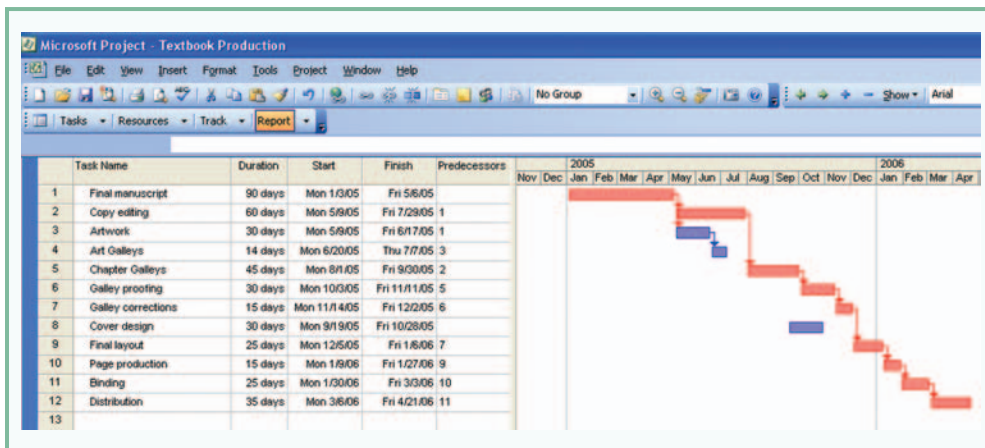 Microsoft Project - Textbook Production
File Edit View Insert Format Tools Project Window Help
No Group Show Arial
Tasks Resources Track Report
Task Name Duration Start Finish Predecessors 2005 2006
Nov Dec Jan Feb Mar Apr May Jun Jul Aug Sep Oct Nov Dec Jan Feb Mar Apr
1 Final manuscript 90 days Mon 1/3/05 Fri 5/6/05
2 Copy editing 60 days Mon 5/9/05 Fri 7/29/05 1
3 Artwork 30 days Mon 5/9/05 Fri 6/17/05 1
4 Art Galleys 14 days Mon 6/20/05 Thu 7/7/05 3
5 Chapter Galleys 45 days Mon 8/1/05 Fri 9/30/05 2
6 Galley proofing 30 days Mon 10/3/05 Fri 11/11/05 5
7 Galley corrections 15 days Mon 11/14/05 Fri 12/2/05 6
8 Cover design 30 days Mon 9/19/05 Fri 10/28/05
9 Final layout 25 days Mon 12/5/05 Fri 1/6/06 7
10 Page production 15 days Mon 1/9/06 Fri 1/27/06 9
11 Binding 25 days Mon 1/30/06 Fri 3/3/06 10
12 Distribution 35 days Mon 3/6/06 Fri 4/21/06 11
13